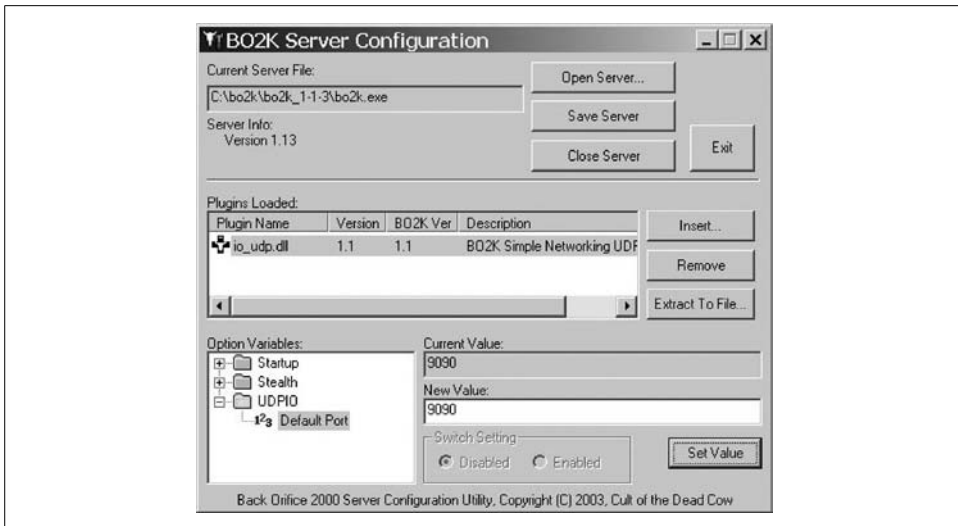 BO2K Server Configuration
Current Server File:
C:\bo2k\bo2k_1-1-3\bo2k.exe
Open Server...
Save Server
Server Info:
Version 1.13
Close Server
Exit
Plugins Loaded:
Plugin Name Version BO2K Ver Description
io_udp.dll 1.1 1.1 BO2K Simple Networking UDP
Insert...
Remove
Extract To File...
Option Variables:
Startup
Stealth
UDPIO
123 Default Port
Current Value:
9090
New Value:
9090
Switch Setting
Disabled Enabled
Set Value
Back Orifice 2000 Server Configuration Utility, Copyright (C) 2003, Cult of the Dead Cow